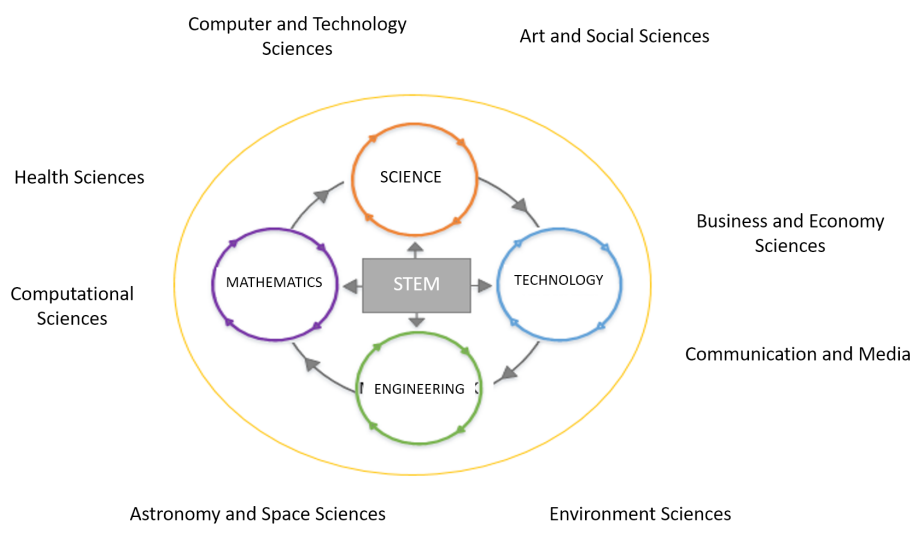 Computer and Technology
Sciences
Art and Social Sciences
SCIENCE
Health Sciences
Business and Economy
Sciences
MATHEMATICS
STEM
TECHNOLOGY
Computational
Sciences
Communication and Media
ENGINEERING
Astronomy and Space Sciences
Environment Sciences